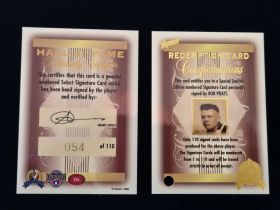 HALL OF FAME
This certifies that this card is a genuine
numbered Select Signature Card which
has been hand signed by the player
and verified by:-
054
of 110
REDEMPTION CARD
Congratulations
This card entitles you to a Special Limited
Edition numbered Signature Card personally
signed by BOB PRATT.
Only 110 signed cards have been
produced for the above player.
The Signature Cards will be numbered
from 1 to 110 and will be issued
strictly in order of receipt.